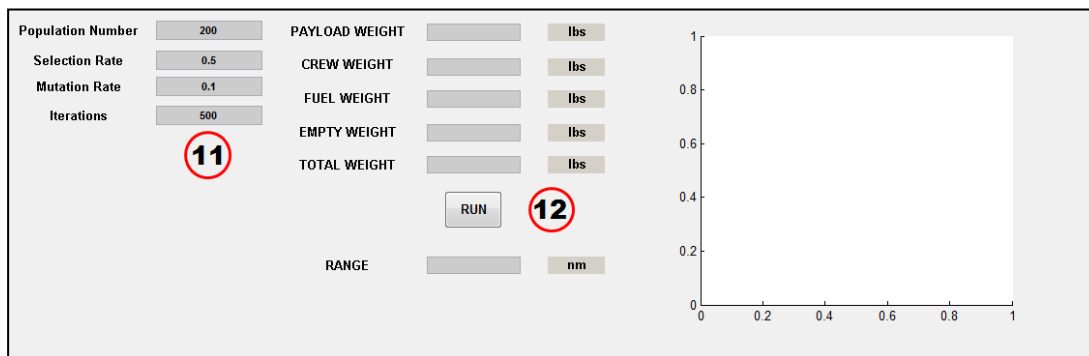 Population Number 200
Selection Rate 0.5
Mutation Rate 0.1
Iterations 500
11
PAYLOAD WEIGHT lbs
CREW WEIGHT lbs
FUEL WEIGHT lbs
EMPTY WEIGHT lbs
TOTAL WEIGHT lbs
RUN 12
RANGE nm
1
0.8
0.6
0.4
0.2
0
0 0.2 0.4 0.6 0.8 1